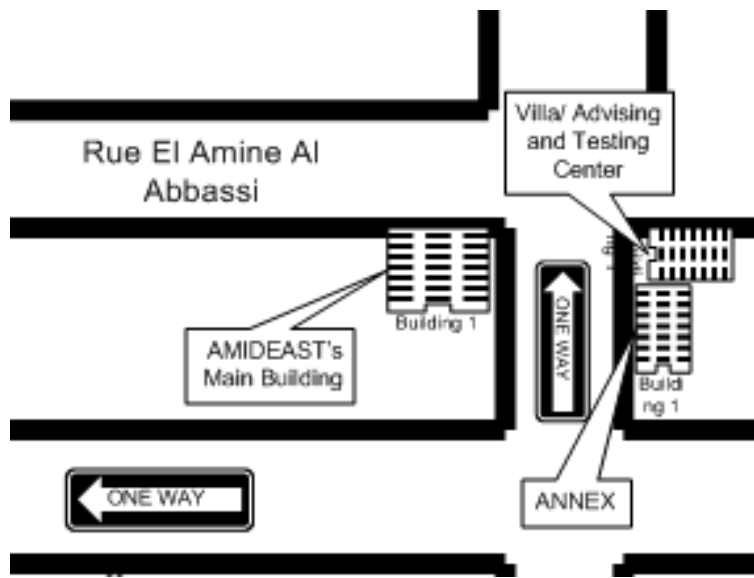 Villa/ Advising
and Testing
Center
Rue El Amine Al
Abbassi
Building 1
AMIDEAST's
Main Building
ONE WAY
Buildi
ng 1
ONE WAY
ANNEX